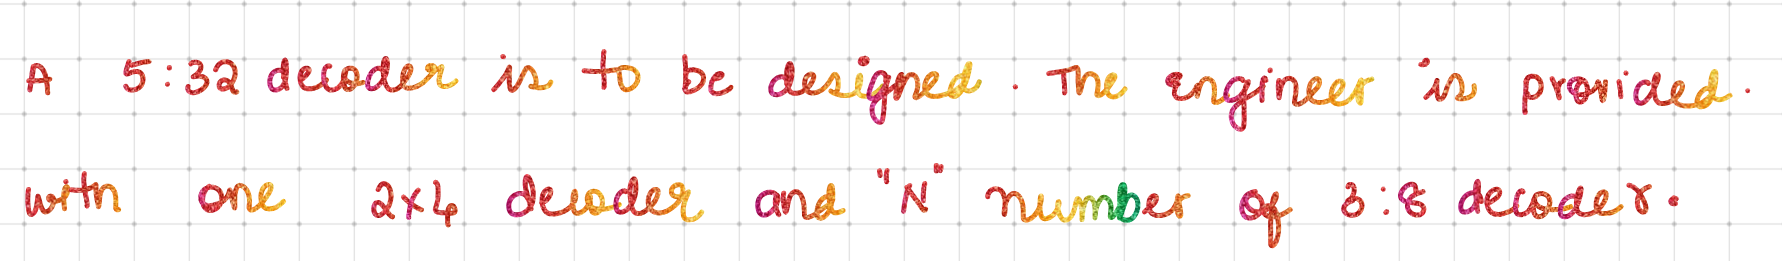 A 5:32 decoder is to be designed. The Engineer is provided.
with one 2x4 decoder and "N" number of 3:8 decoder.